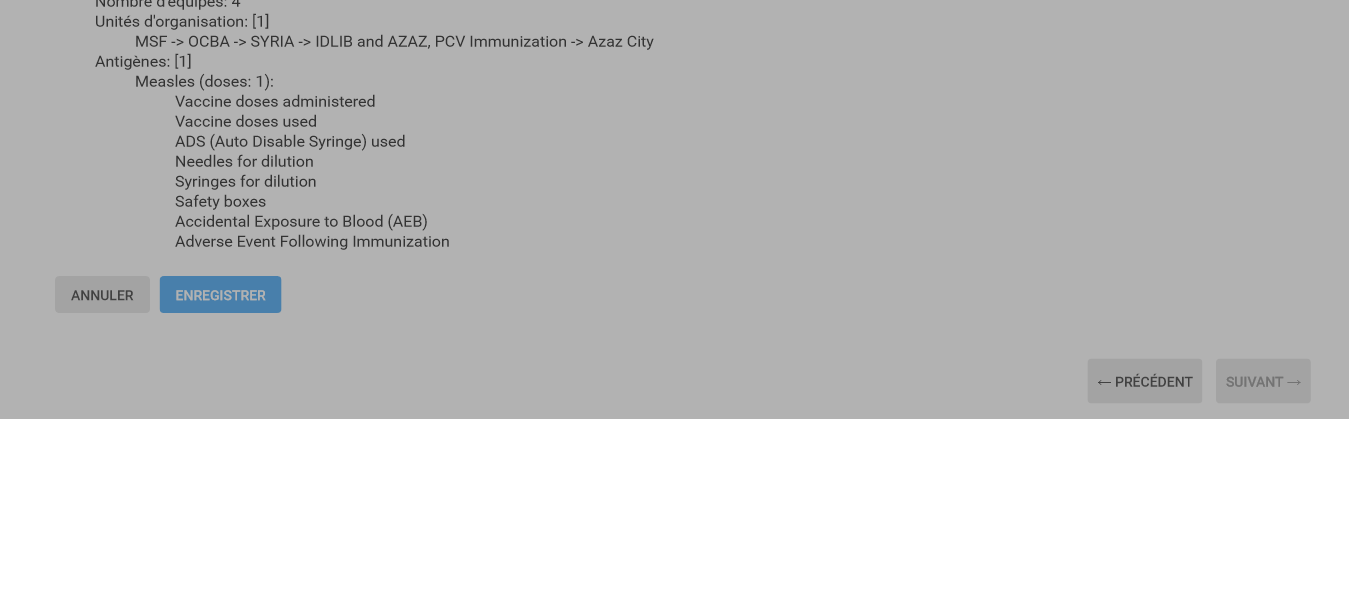 Nombre d'équipes: 4
Unités d'organisation: [1]
MSF -> OCBA -> SYRIA -> IDLIB and AZAZ, PCV Immunization -> Azaz City
Antigènes: [1]
Measles (doses: 1):
Vaccine doses administered
Vaccine doses used
ADS (Auto Disable Syringe) used
Needles for dilution
Syringes for dilution
Safety boxes
Accidental Exposure to Blood (AEB)
Adverse Event Following Immunization
ANNULER ENREGISTRER
← PRÉCÉDENT SUIVANT →